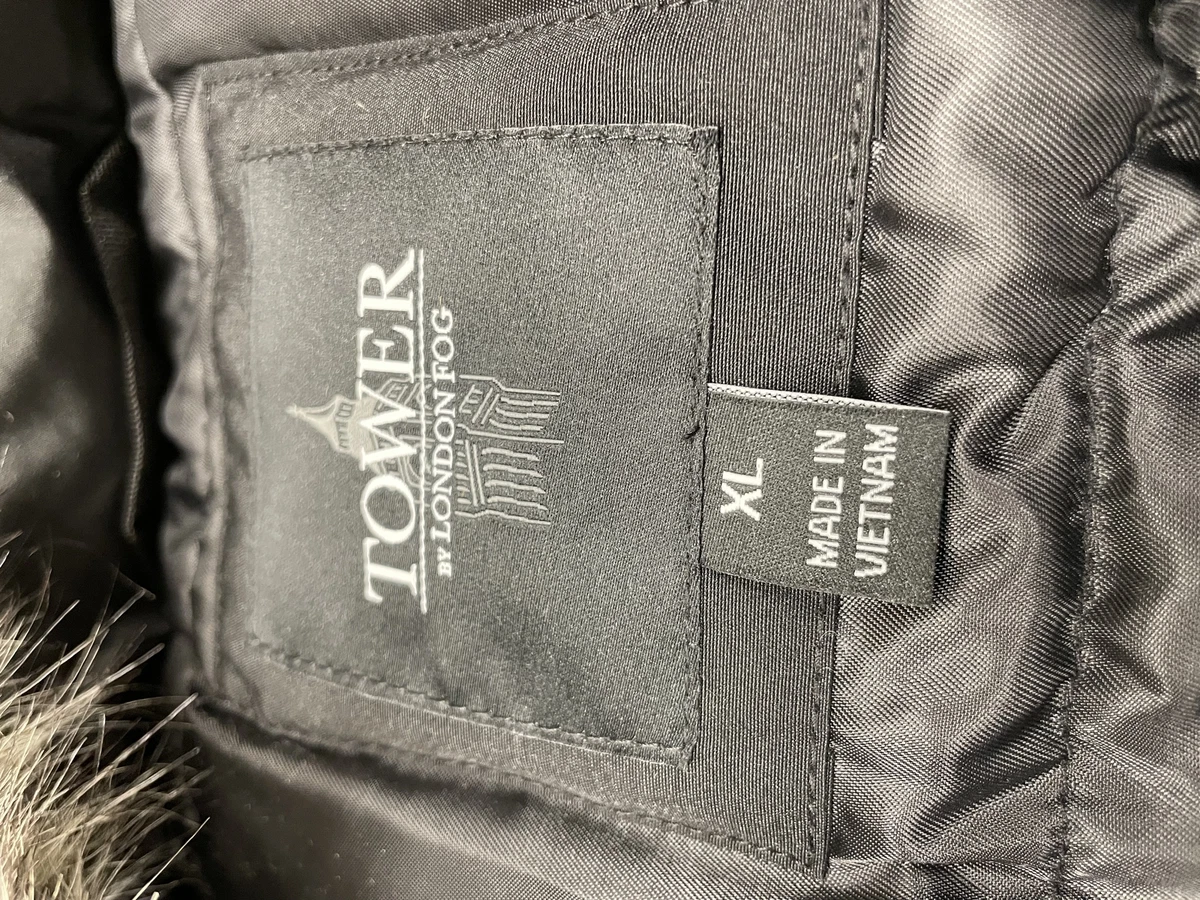 TOWER
BY LONDON FOG
XL
MADE IN
VIETNAM